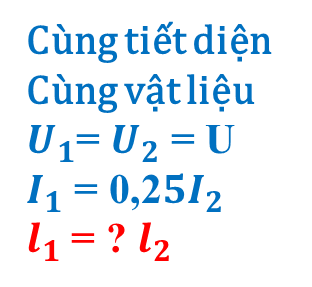 Cùng tiết diện
Cùng vật liệu
U₁= U₂ = U
I₁ = 0,25I₂
l₁ = ? l₂